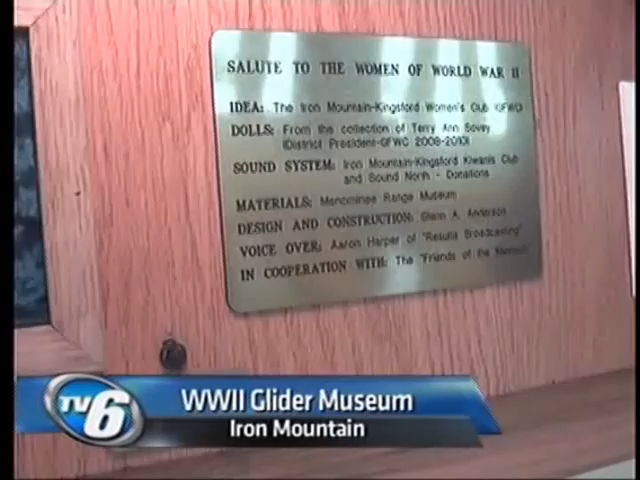 SALUTE TO THE WOMEN OF WORLD WAR II
IDEA: The Iron Mountain-Kingsford Women's Club (GFWC)
DOLLS: From the collection of Terry Ann Sovey
(District President-GFWC 2008-2010)
SOUND SYSTEM: Iron Mountain-Kingsford Kiwanis Club
and Sound North - Donations
MATERIALS: Menominee Range Museum
DESIGN AND CONSTRUCTION: Glenn A. Anderson
VOICE OVER: Aaron Harper of "Results Broadcasting"
IN COOPERATION WITH: The "Friends of the Museum"
TV6
WWII Glider Museum
Iron Mountain